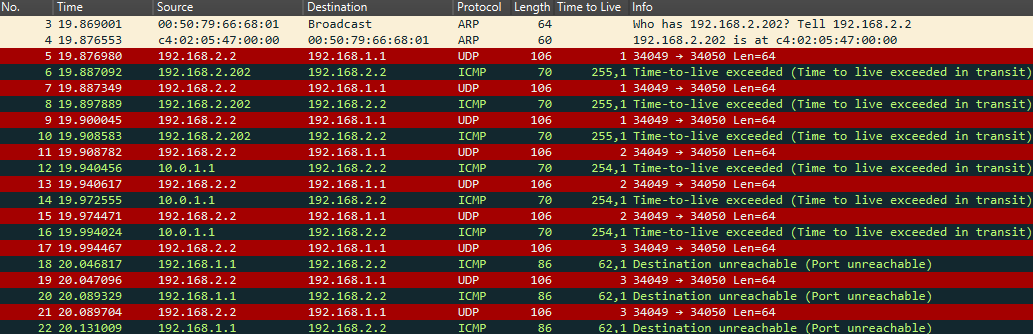 No. Time Source Destination Protocol Length Time to Live Info
3 19.869001 00:50:79:66:68:01 Broadcast ARP 64 Who has 192.168.2.202? Tell 192.168.2.2
4 19.876553 c4:02:05:47:00:00 00:50:79:66:68:01 ARP 60 192.168.2.202 is at c4:02:05:47:00:00
5 19.876980 192.168.2.2 192.168.1.1 UDP 106 1 34049 → 34050 Len=64
6 19.887092 192.168.2.202 192.168.2.2 ICMP 70 255,1 Time-to-live exceeded (Time to live exceeded in transit)
7 19.887349 192.168.2.2 192.168.1.1 UDP 106 1 34049 → 34050 Len=64
8 19.897889 192.168.2.202 192.168.2.2 ICMP 70 255,1 Time-to-live exceeded (Time to live exceeded in transit)
9 19.900045 192.168.2.2 192.168.1.1 UDP 106 1 34049 → 34050 Len=64
10 19.908583 192.168.2.202 192.168.2.2 ICMP 70 255,1 Time-to-live exceeded (Time to live exceeded in transit)
11 19.908782 192.168.2.2 192.168.1.1 UDP 106 2 34049 → 34050 Len=64
12 19.940456 10.0.1.1 192.168.2.2 ICMP 70 254,1 Time-to-live exceeded (Time to live exceeded in transit)
13 19.940617 192.168.2.2 192.168.1.1 UDP 106 2 34049 → 34050 Len=64
14 19.972555 10.0.1.1 192.168.2.2 ICMP 70 254,1 Time-to-live exceeded (Time to live exceeded in transit)
15 19.974471 192.168.2.2 192.168.1.1 UDP 106 2 34049 → 34050 Len=64
16 19.994024 10.0.1.1 192.168.2.2 ICMP 70 254,1 Time-to-live exceeded (Time to live exceeded in transit)
17 19.994467 192.168.2.2 192.168.1.1 UDP 106 3 34049 → 34050 Len=64
18 20.046817 192.168.1.1 192.168.2.2 ICMP 86 62,1 Destination unreachable (Port unreachable)
19 20.047096 192.168.2.2 192.168.1.1 UDP 106 3 34049 → 34050 Len=64
20 20.089329 192.168.1.1 192.168.2.2 ICMP 86 62,1 Destination unreachable (Port unreachable)
21 20.089704 192.168.2.2 192.168.1.1 UDP 106 3 34049 → 34050 Len=64
22 20.131009 192.168.1.1 192.168.2.2 ICMP 86 62,1 Destination unreachable (Port unreachable)